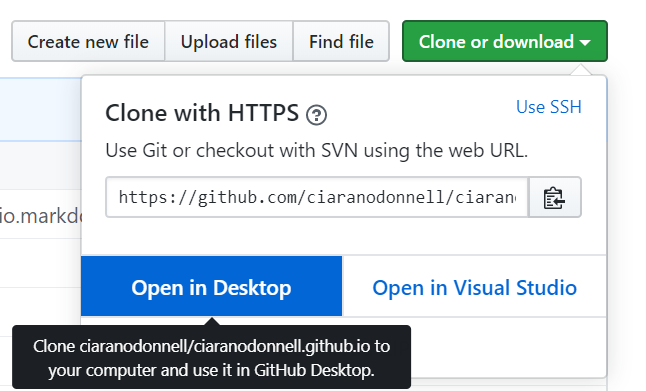 Create new file
Upload files
Find file
Clone or download
Clone with HTTPS
Use SSH
Use Git or checkout with SVN using the web URL.
io.markdo
https://github.com/ciaranodonnell/ciaran
Open in Desktop
Open in Visual Studio
Clone ciaranodonnell/ciaranodonnell.github.io to
your computer and use it in GitHub Desktop.